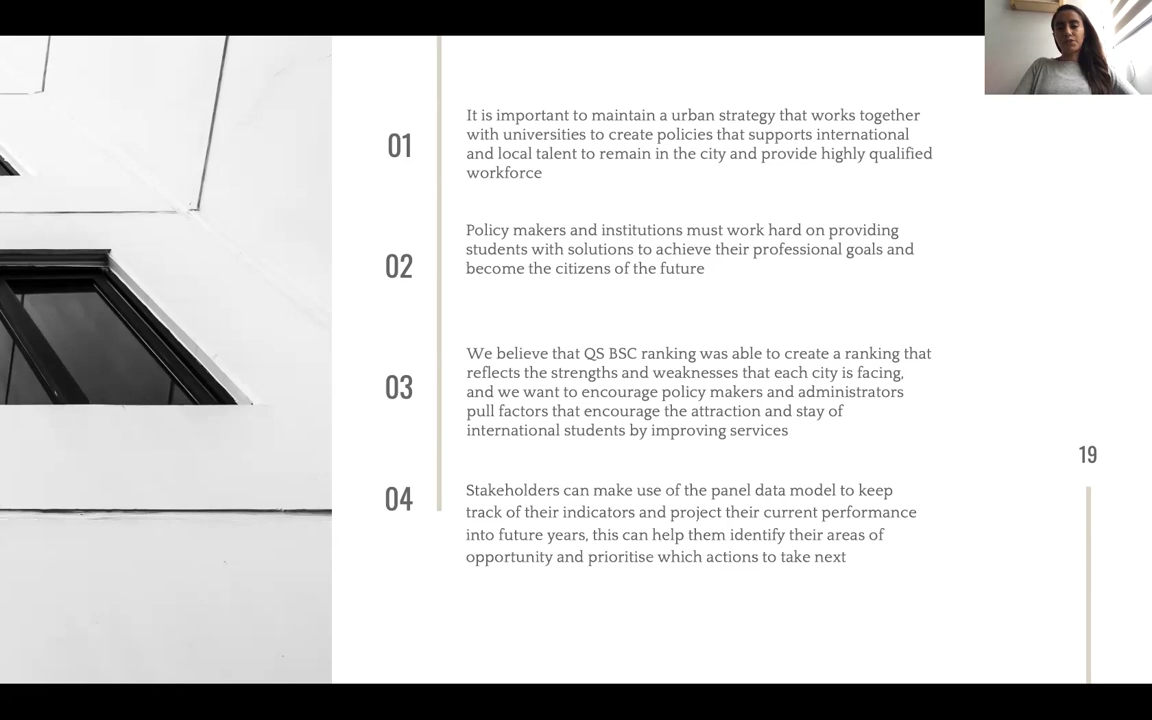 01
It is important to maintain a urban strategy that works together
with universities to create policies that supports international
and local talent to remain in the city and provide highly qualified
workforce
02
Policy makers and institutions must work hard on providing
students with solutions to achieve their professional goals and
become the citizens of the future
03
We believe that QS BSC ranking was able to create a ranking that
reflects the strengths and weaknesses that each city is facing,
and we want to encourage policy makers and administrators
pull factors that encourage the attraction and stay of
international students by improving services
04
Stakeholders can make use of the panel data model to keep
track of their indicators and project their current performance
into future years, this can help them identify their areas of
opportunity and prioritise which actions to take next
19